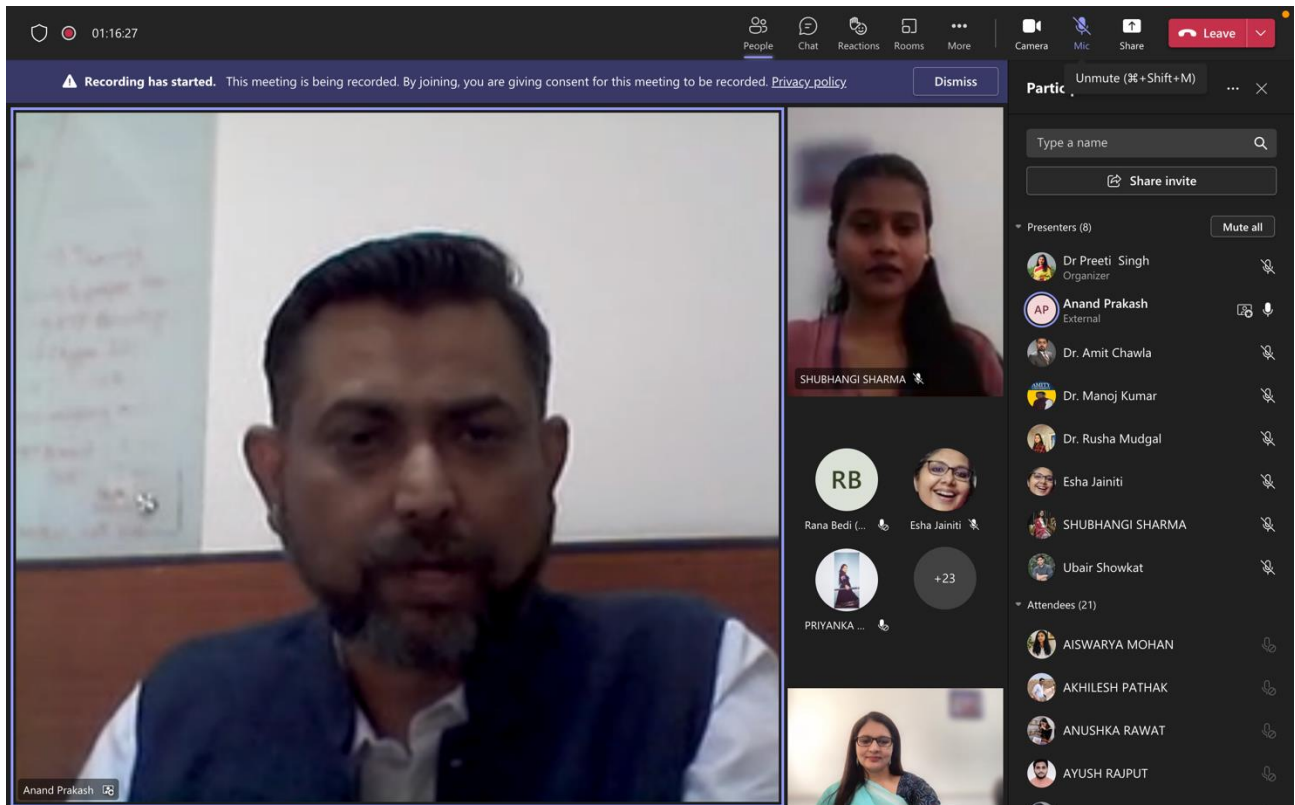 01:16:27
People
Chat
Reactions
Rooms
More
Camera
Mic
Share
Leave
Recording has started. This meeting is being recorded. By joining, you are giving consent for this meeting to be recorded. Privacy policy
Dismiss
Unmute (⌘+Shift+M)
Partic
Type a name
Share invite
Presenters (8)
Mute all
Dr Preeti Singh
Organizer
AP
Anand Prakash
External
Dr. Amit Chawla
AMITY
Dr. Manoj Kumar
Dr. Rusha Mudgal
Esha Jainiti
SHUBHANGI SHARMA
Ubair Showkat
Attendees (21)
AISWARYA MOHAN
AKHILESH PATHAK
ANUSHKA RAWAT
AYUSH RAJPUT
SHUBHANGI SHARMA
RB
Rana Bedi (...
Esha Jainiti
PRIYANKA ...
+23
Anand Prakash